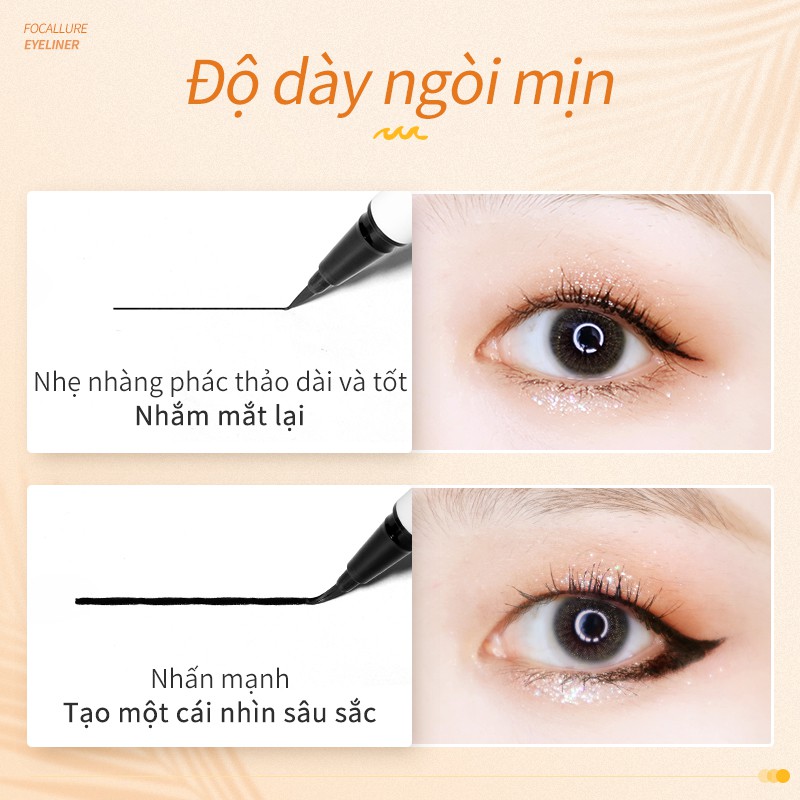 FOCALLURE
EYELINER
Độ dày ngòi mịn
Nhẹ nhàng phác thảo dài và tốt
Nhắm mắt lại
Nhấn mạnh
Tạo một cái nhìn sâu sắc